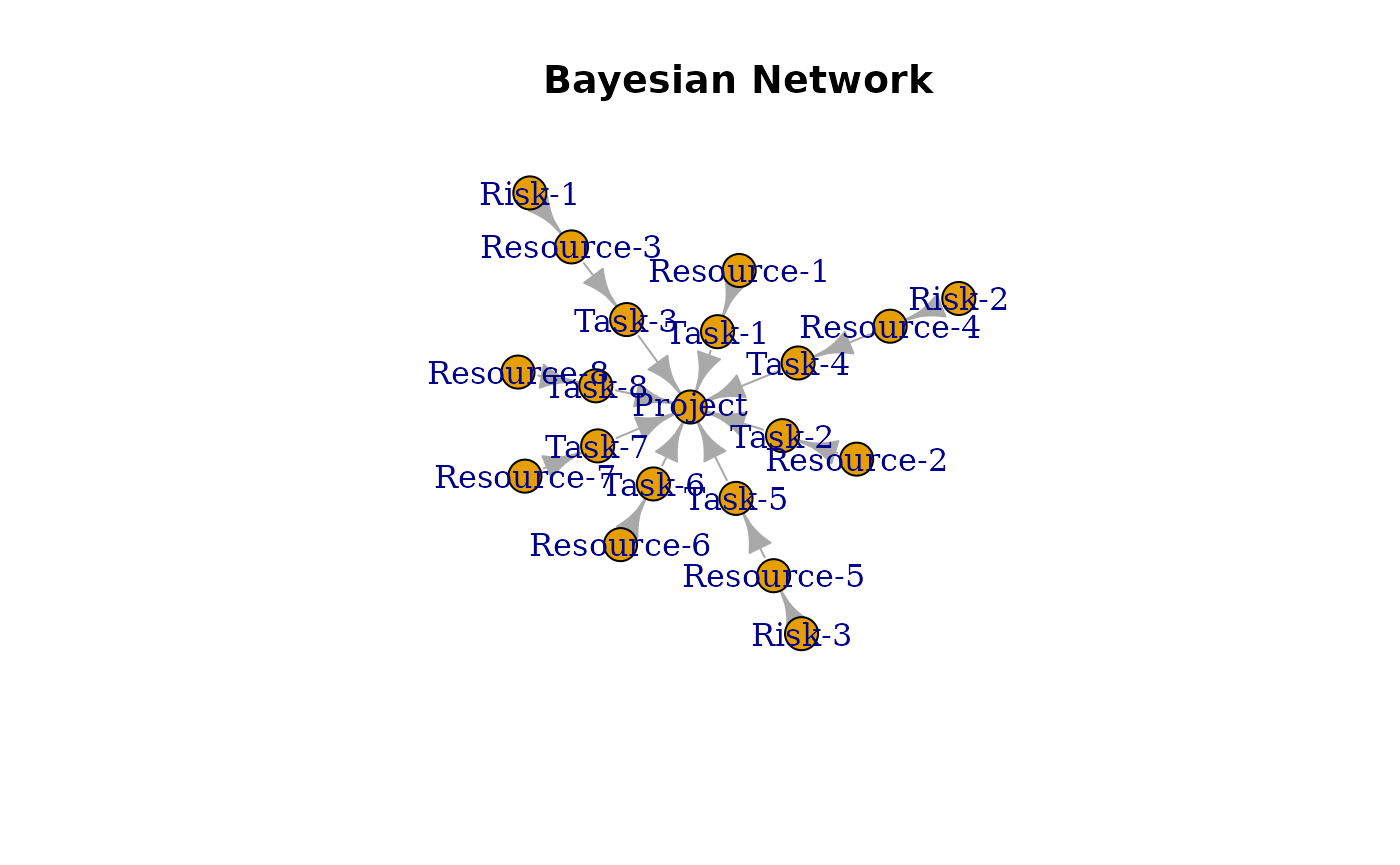 Bayesian Network
Risk-1
Resource-3
Resource-1
Risk-2
Task-3
Task-1
Resource-4
Task-4
Resource-8
Task-8
Project
Task-2
Task-7
Resource-2
Resource-7
Task-6
Task-5
Resource-6
Resource-5
Risk-3